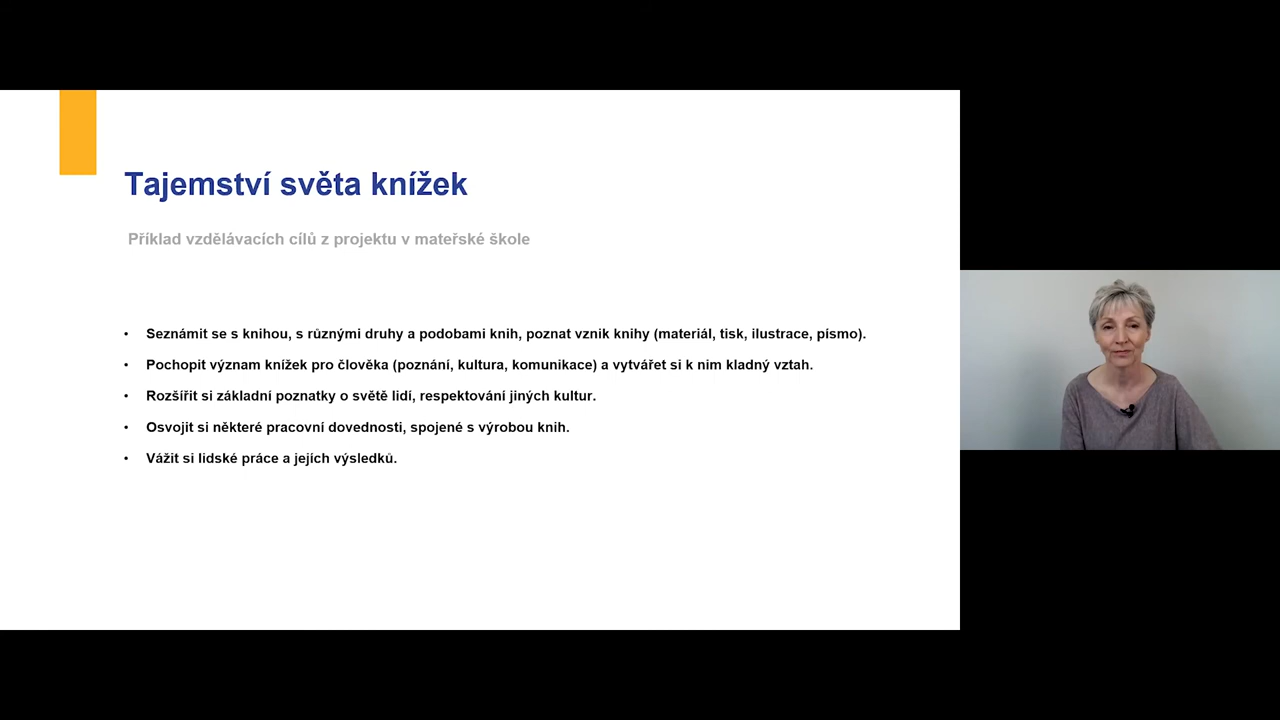 Tajemství světa knížek
Příklad vzdělávacích cílů z projektu v mateřské škole
• Seznámit se s knihou, s různými druhy a podobami knih, poznat vznik knihy (materiál, tisk, ilustrace, písmo).
• Pochopit význam knížek pro člověka (poznání, kultura, komunikace) a vytvářet si k nim kladný vztah.
• Rozšířit si základní poznatky o světě lidí, respektování jiných kultur.
• Osvojit si některé pracovní dovednosti, spojené s výrobou knih.
• Vážit si lidské práce a jejích výsledků.